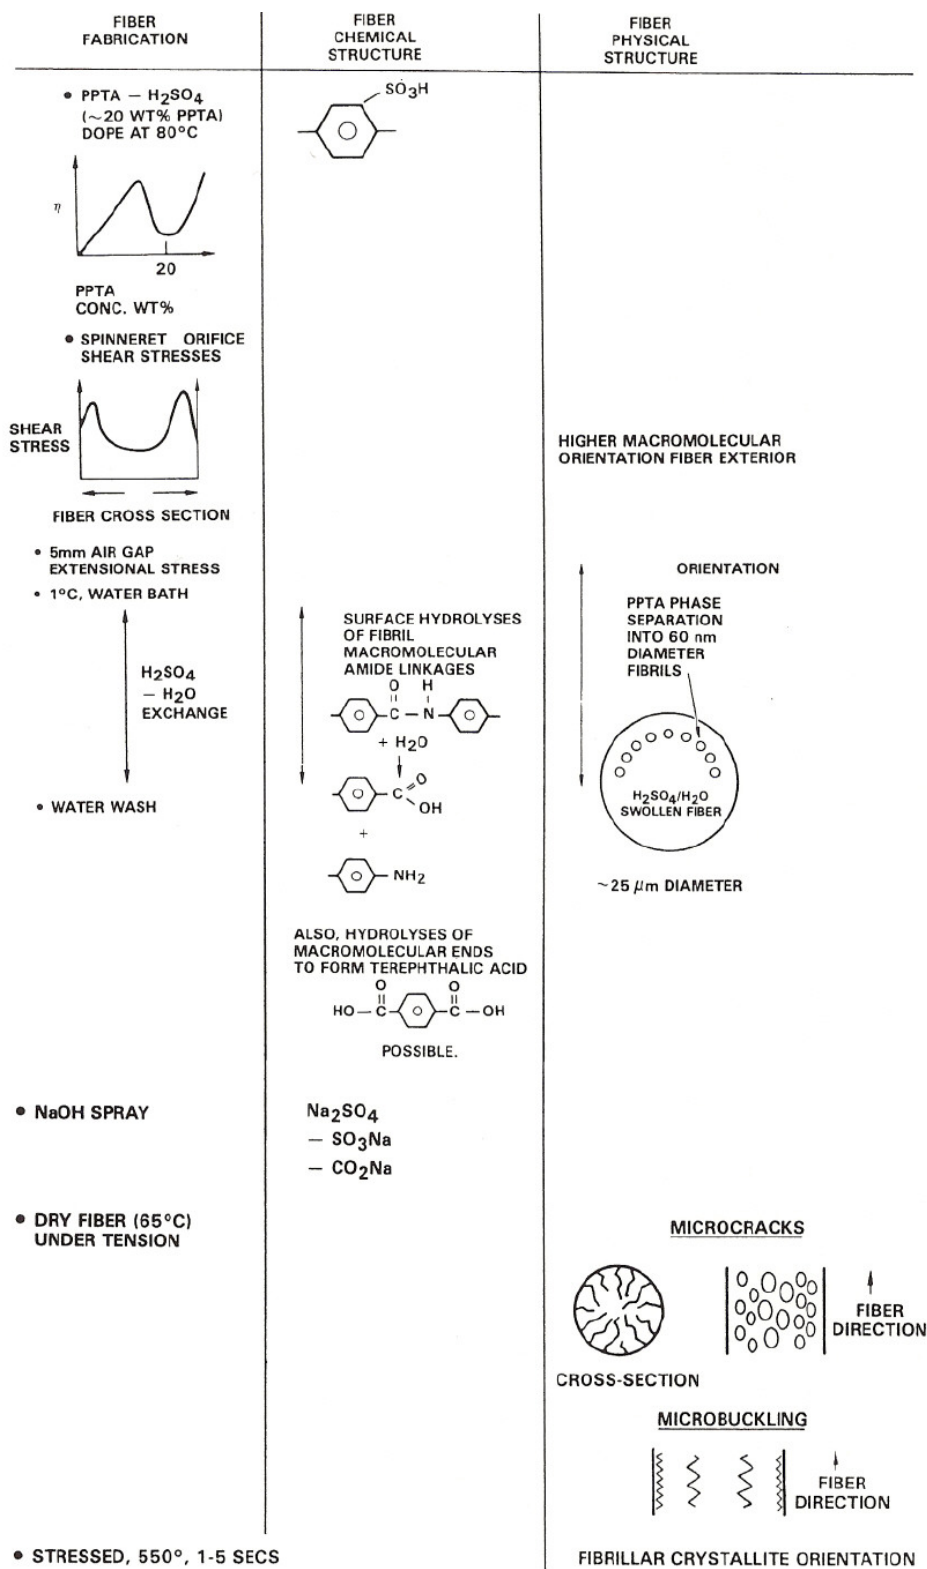 FIBER
FABRICATION
FIBER
CHEMICAL
STRUCTURE
FIBER
PHYSICAL
STRUCTURE
• PPTA – H₂SO₄
(~20 WT% PPTA)
DOPE AT 80°C
SO₃H
η
20
PPTA
CONC. WT%
• SPINNERET ORIFICE
SHEAR STRESSES
SHEAR
STRESS
FIBER CROSS SECTION
HIGHER MACROMOLECULAR
ORIENTATION FIBER EXTERIOR
• 5mm AIR GAP
EXTENSIONAL STRESS
• 1°C, WATER BATH
H₂SO₄
– H₂O
EXCHANGE
• WATER WASH
SURFACE HYDROLYSES
OF FIBRIL
MACROMOLECULAR
AMIDE LINKAGES
O H
C – N
+ H₂O
C O
OH
+
NH₂
ORIENTATION
PPTA PHASE
SEPARATION
INTO 60 nm
DIAMETER
FIBRILS
H₂SO₄/H₂O
SWOLLEN FIBER
~25 μm DIAMETER
ALSO, HYDROLYSES OF
MACROMOLECULAR ENDS
TO FORM TEREPHTHALIC ACID
O O
HO – C C – OH
POSSIBLE.
• NaOH SPRAY
Na₂SO₄
– SO₃Na
– CO₂Na
• DRY FIBER (65°C)
UNDER TENSION
MICROCRACKS
FIBER
DIRECTION
CROSS-SECTION
MICROBUCKLING
FIBER
DIRECTION
• STRESSED, 550°, 1-5 SECS
FIBRILLAR CRYSTALLITE ORIENTATION